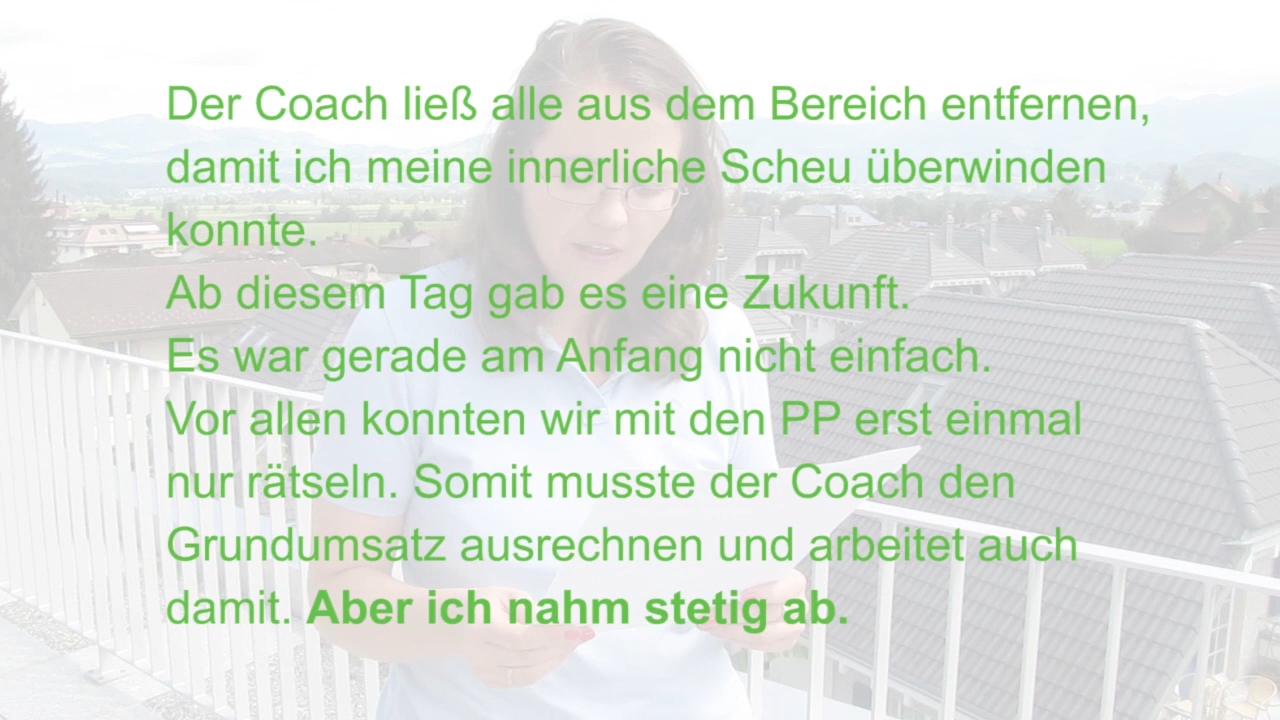 Der Coach ließ alle aus dem Bereich entfernen,
damit ich meine innerliche Scheu überwinden
konnte.
Ab diesem Tag gab es eine Zukunft.
Es war gerade am Anfang nicht einfach.
Vor allen konnten wir mit den PP erst einmal
nur rätseln. Somit musste der Coach den
Grundumsatz ausrechnen und arbeitet auch
damit. Aber ich nahm stetig ab.